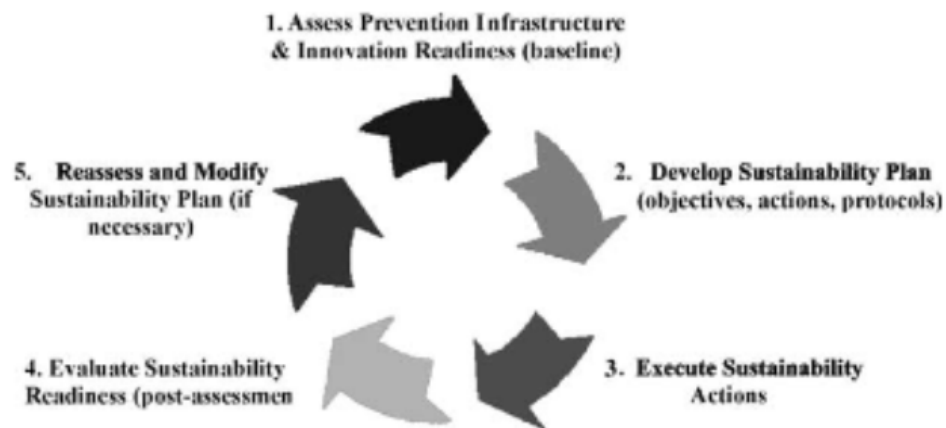 1. Assess Prevention Infrastructure
& Innovation Readiness (baseline)
2. Develop Sustainability Plan
(objectives, actions, protocols)
3. Execute Sustainability
Actions
4. Evaluate Sustainability
Readiness (post-assessmen
5. Reassess and Modify
Sustainability Plan (if
necessary)